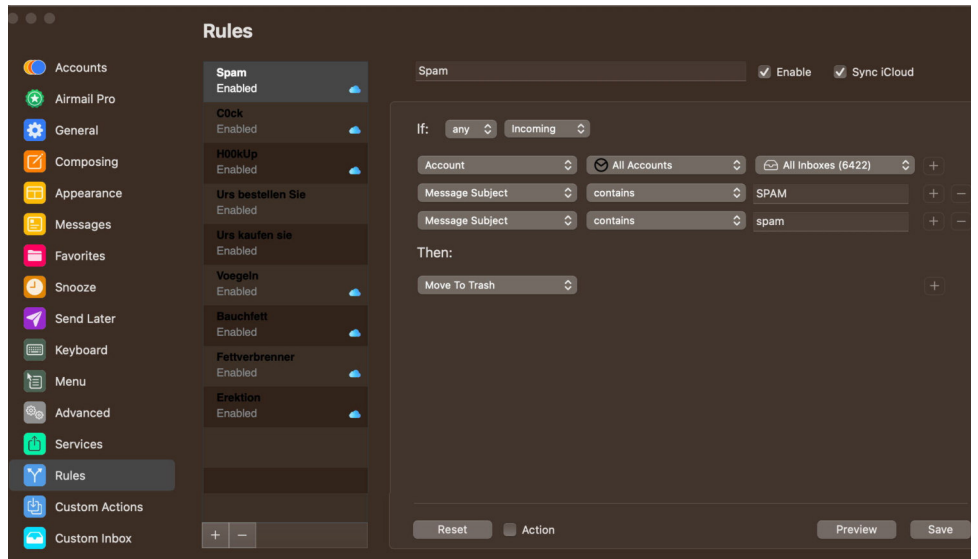 Rules
Accounts
Airmail Pro
General
Composing
Appearance
Messages
Favorites
Snooze
Send Later
Keyboard
Menu
Advanced
Services
Rules
Custom Actions
Custom Inbox
Spam
Enabled
C0ck
Enabled
H00kUp
Enabled
Urs bestellen Sie
Enabled
Urs kaufen sie
Enabled
Voegeln
Enabled
Bauchfett
Enabled
Fettverbrenner
Enabled
Erektion
Enabled
+ −
Spam Enable Sync iCloud
If: any Incoming
Account All Accounts All Inboxes (6422) +
Message Subject contains SPAM + −
Message Subject contains spam + −
Then:
Move To Trash +
Reset Action Preview Save